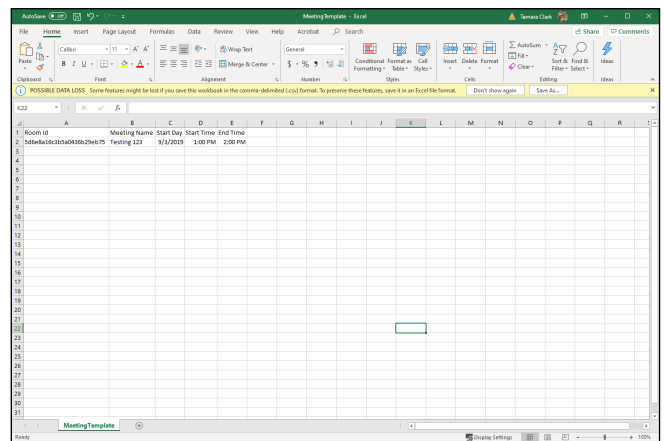 AutoSave Off MeetingTemplate - Excel Tamara Clark
File Home Insert Page Layout Formulas Data Review View Help Acrobat Search Share Comments
Calibri 11 A^ A˅ Wrap Text General AutoSum
Paste B I U A Merge & Center $ % 9 Conditional Formatting Format as Table Cell Styles Insert Delete Format Fill Clear Sort & Filter Find & Select Ideas
Clipboard Font Alignment Number Styles Cells Editing Ideas
POSSIBLE DATA LOSS Some features might be lost if you save this workbook in the comma-delimited (.csv) format. To preserve these features, save it in an Excel file format. Don't show again Save As...
K22 fx
A B C D E F G H I J K L M N O P Q R
1 Room Id Meeting Name Start Day Start Time End Time
2 5d6e8a16c3b5a0436b29eb75 Testing 123 9/3/2019 1:00 PM 2:00 PM
3
4
5
6
7
8
9
10
11
12
13
14
15
16
17
18
19
20
21
22
23
24
25
26
27
28
29
30
31
MeetingTemplate
Ready Display Settings 100%